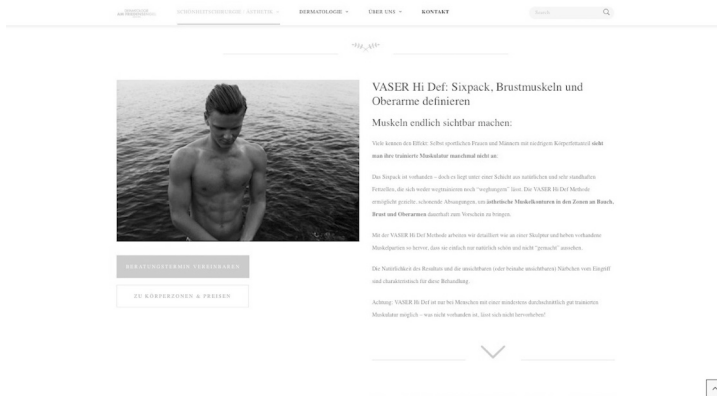 SCHÖNHEITSCHIRURGIE - ÄSTHETIK
DERMATOLOGIE
ÜBER UNS
KONTAKT
Search
VASER Hi Def: Sixpack, Brustmuskeln und
Oberarme definieren
Muskeln endlich sichtbar machen:
Viele kennen den Effekt: Selbst sportlichen Frauen und Männern mit niedrigem Körperfettanteil sieht
man ihre trainierte Muskulatur manchmal nicht an.
Das Sixpack ist vorhanden – doch es liegt unter einer Schicht aus natürlichen und sehr standhaften
Fettzellen, die sich weder wegtrainieren noch "weghungern" lässt. Die VASER Hi Def Methode
ermöglicht gezielte, schonende Absaugungen, um ästhetische Muskelkonturen in den Zonen an Bauch,
Brust und Oberarmen dauerhaft zum Vorschein zu bringen.
Mit der VASER Hi Def Methode arbeiten wir detailliert wie an einer Skulptur und heben vorhandene
Muskelpartien so hervor, dass sie einfach nur natürlich schön und nicht "gemacht" aussehen.
Die Natürlichkeit des Resultats und die unsichtbaren (oder beinahe unsichtbaren) Närbchen vom Eingriff
sind charakteristisch für diese Behandlung.
Achtung: VASER Hi Def ist nur bei Menschen mit einer mindestens durchschnittlich gut trainierten
Muskulatur möglich – was nicht vorhanden ist, lässt sich nicht hervorheben!
BERATUNGSTERMIN VEREINBAREN
ZU KÖRPERZONEN & PREISEN